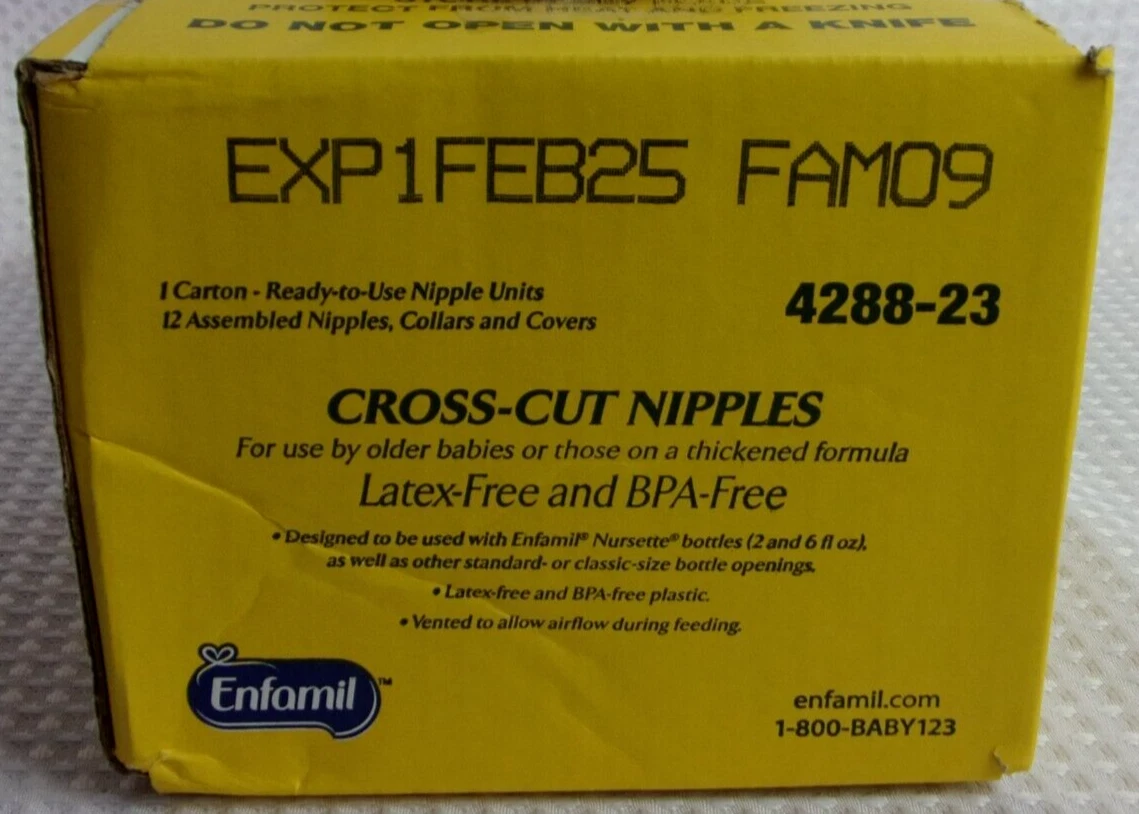 PROTECT FROM HEAT AND FREEZING
DO NOT OPEN WITH A KNIFE
EXP1FEB25 FAM09
1 Carton - Ready-to-Use Nipple Units
12 Assembled Nipples, Collars and Covers
4288-23
CROSS-CUT NIPPLES
For use by older babies or those on a thickened formula
Latex-Free and BPA-Free
• Designed to be used with Enfamil® Nursette® bottles (2 and 6 fl oz),
as well as other standard- or classic-size bottle openings.
• Latex-free and BPA-free plastic.
• Vented to allow airflow during feeding.
Enfamil™
enfamil.com
1-800-BABY123